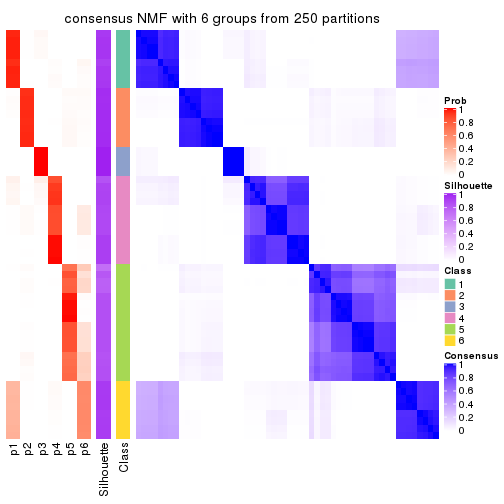 consensus NMF with 6 groups from 250 partitions
Prob
1
0.8
0.6
0.4
0.2
0
Silhouette
1
0.8
0.6
0.4
0.2
0
Class
1
2
3
4
5
6
Consensus
1
0.8
0.6
0.4
0.2
0
p1
p2
p3
p4
p5
p6
Silhouette
Class